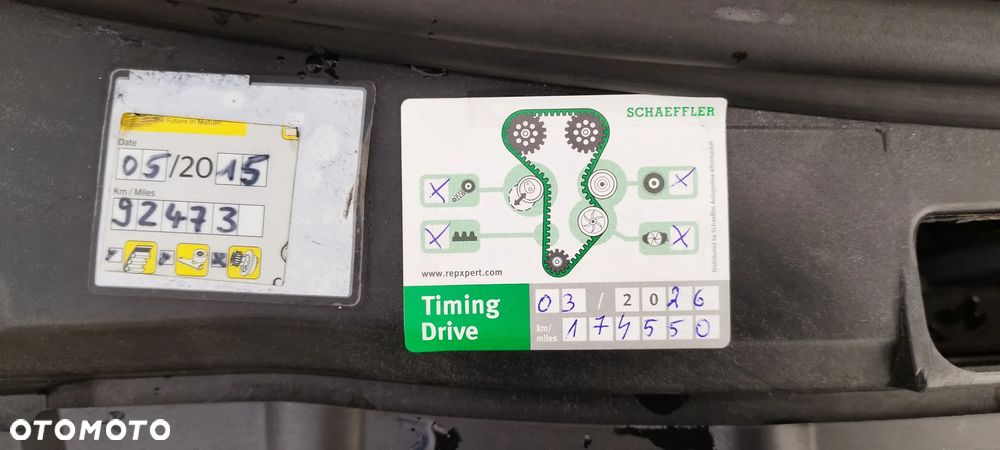 the Future in Motion
Date
05/2015
Km / Miles
92473
SCHAEFFLER
Distributed by Schaeffler Automotive Aftermarket
www.repxpert.com
Timing
Drive
03 / 2026
km/
miles
174550
OTOMOTO